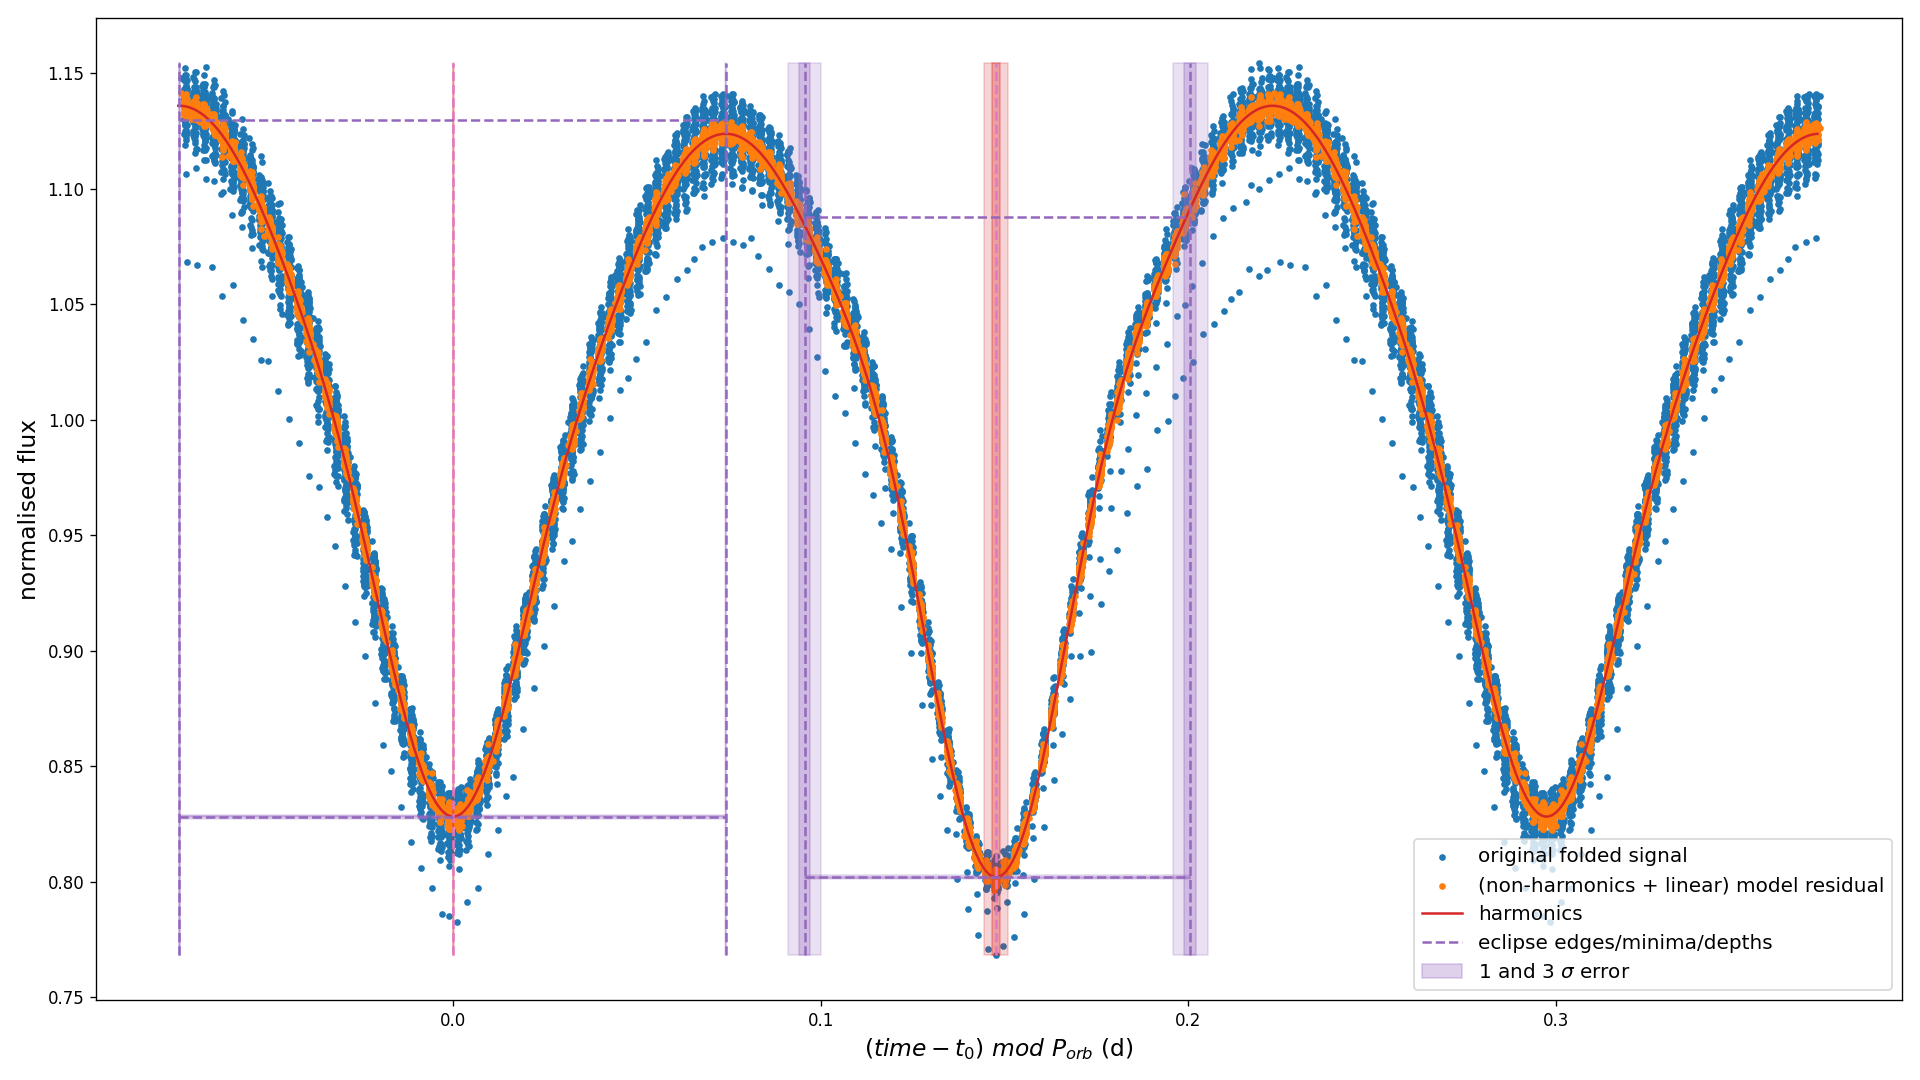 normalised flux
1.15
1.10
1.05
1.00
0.95
0.90
0.85
0.80
0.75
0.0
0.1
0.2
0.3
(time − t₀) mod Pₒᵣᵦ (d)
original folded signal
(non-harmonics + linear) model residual
harmonics
eclipse edges/minima/depths
1 and 3 σ error